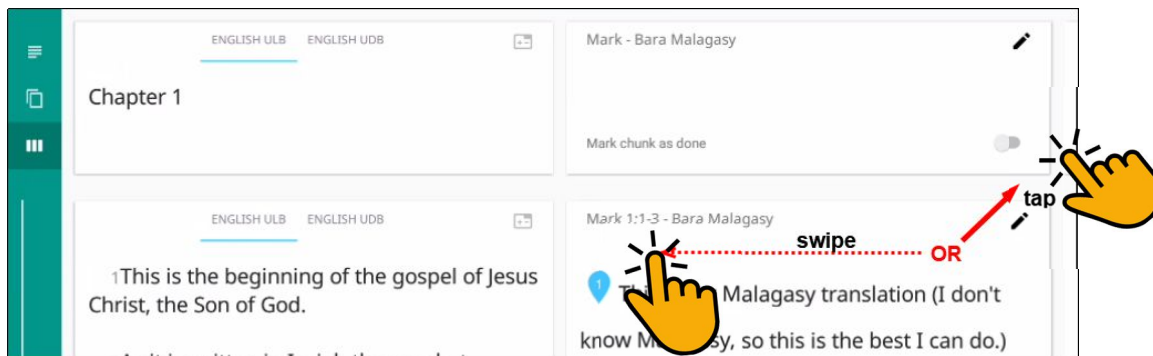 ENGLISH ULB ENGLISH UDB
Chapter 1
Mark - Bara Malagasy
Mark chunk as done
tap
ENGLISH ULB ENGLISH UDB
1This is the beginning of the gospel of Jesus
Christ, the Son of God.
Mark 1:1-3 - Bara Malagasy
swipe
OR
1 Malagasy translation (I don't
know so this is the best I can do.)